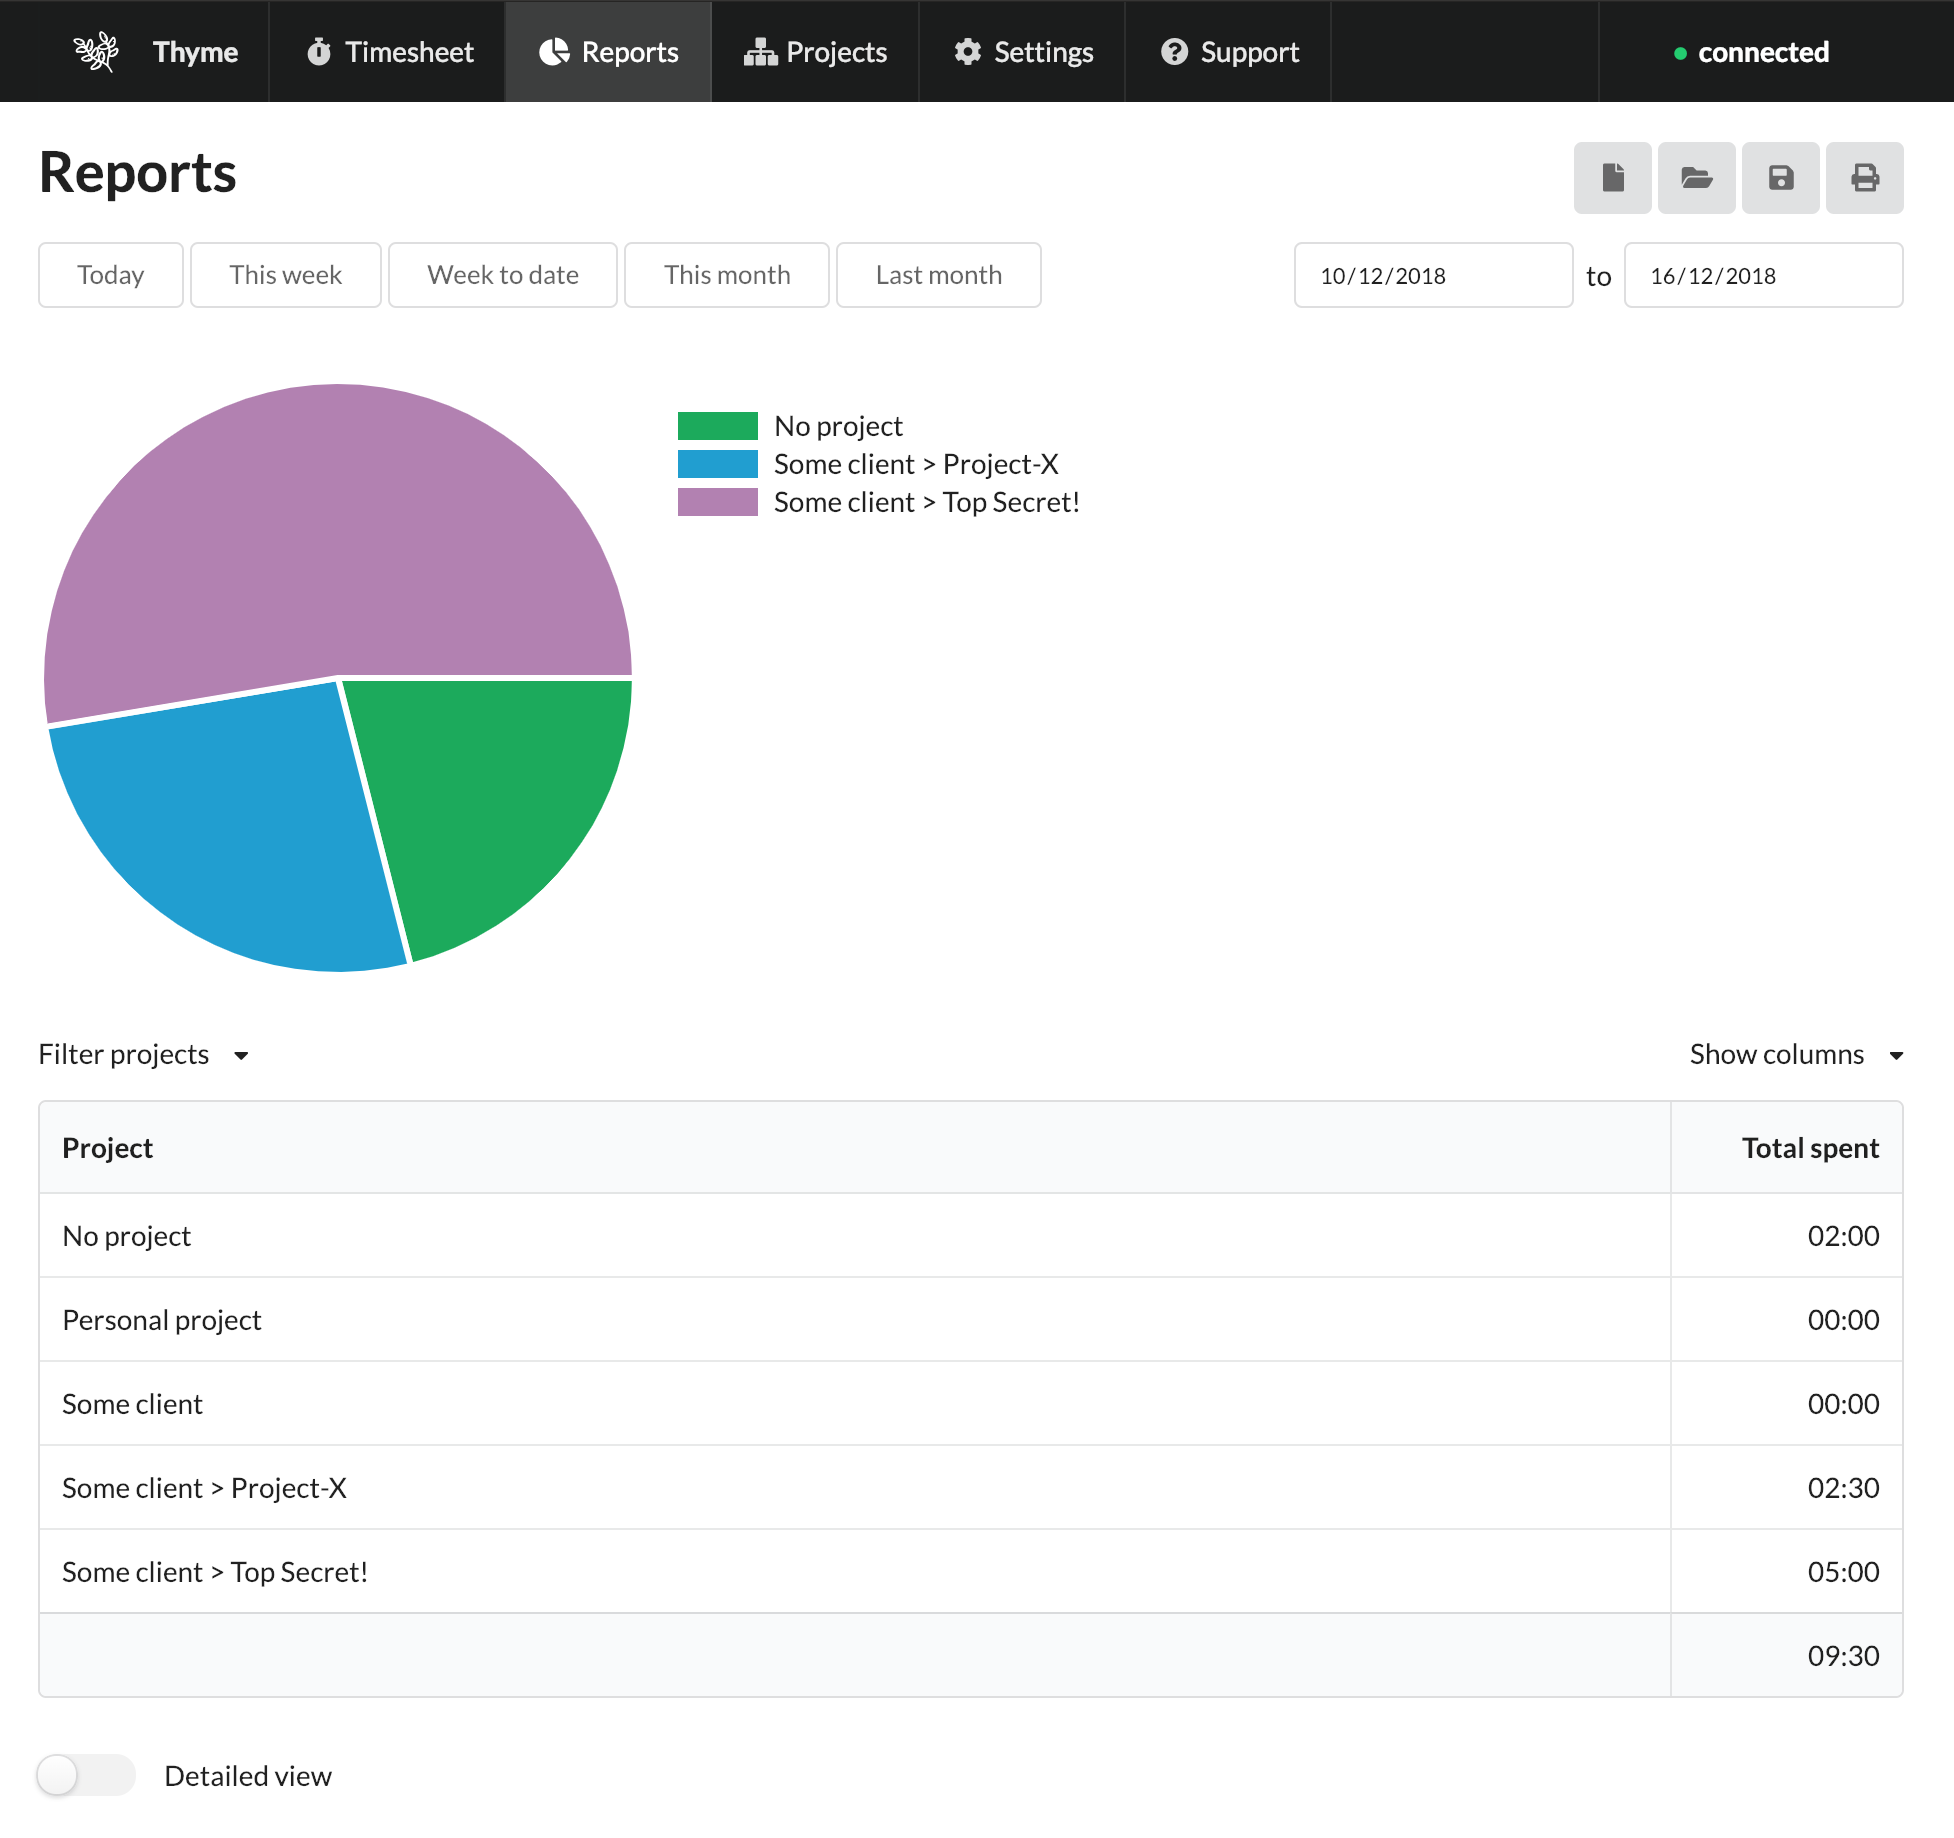 Thyme Timesheet Reports Projects Settings Support connected
Reports
Today This week Week to date This month Last month 10/12/2018 to 16/12/2018
No project
Some client > Project-X
Some client > Top Secret!
Filter projects Show columns
Project Total spent
No project 02:00
Personal project 00:00
Some client 00:00
Some client > Project-X 02:30
Some client > Top Secret! 05:00
09:30
Detailed view